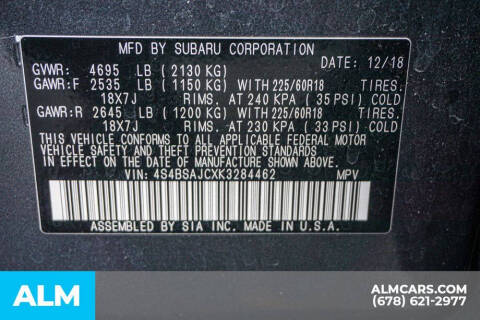 MFD BY SUBARU CORPORATION
DATE: 12/18
GVWR: 4695 LB (2130 KG)
GAWR:F 2535 LB (1150 KG) WITH 225/60R18 TIRES.
18X7J RIMS. AT 240 KPA (35 PSI) COLD
GAWR:R 2645 LB (1200 KG) WITH 225/60R18 TIRES.
18X7J RIMS. AT 230 KPA (33 PSI) COLD
THIS VEHICLE CONFORMS TO ALL APPLICABLE FEDERAL MOTOR
VEHICLE SAFETY AND THEFT PREVENTION STANDARDS
IN EFFECT ON THE DATE OF MANUFACTURE SHOWN ABOVE.
VIN: 4S4BSAJCXK3284462 MPV
ASSEMBLED BY SIA INC. MADE IN U.S.A.
ALM
ALMCARS.COM
(678) 621-2977